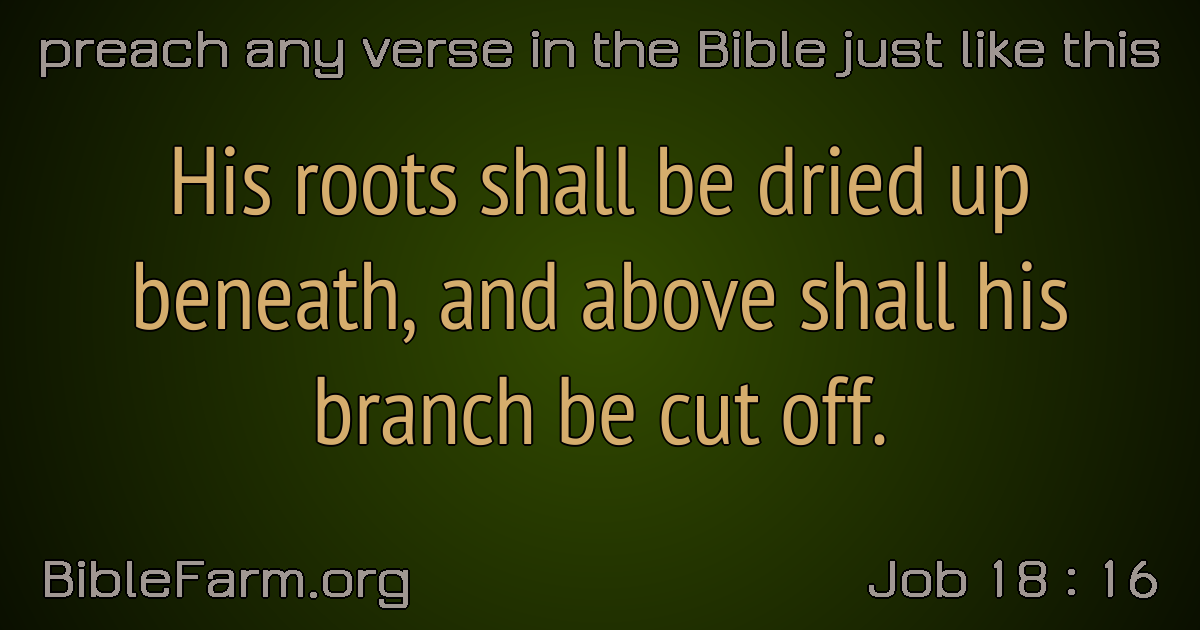 preach any verse in the Bible just like this
His roots shall be dried up
beneath, and above shall his
branch be cut off.
BibleFarm.org
Job 18 : 16